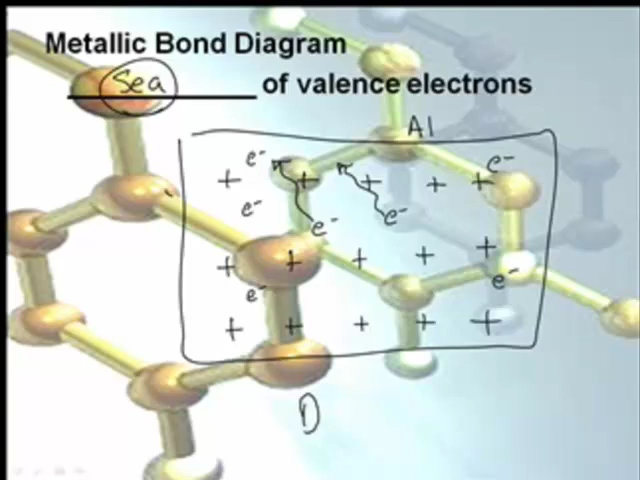 Metallic Bond Diagram
Sea of valence electrons
Al
+ e- + + + + e-
e- e- e-
+ + + + +
e- e-
+ + + + +
D